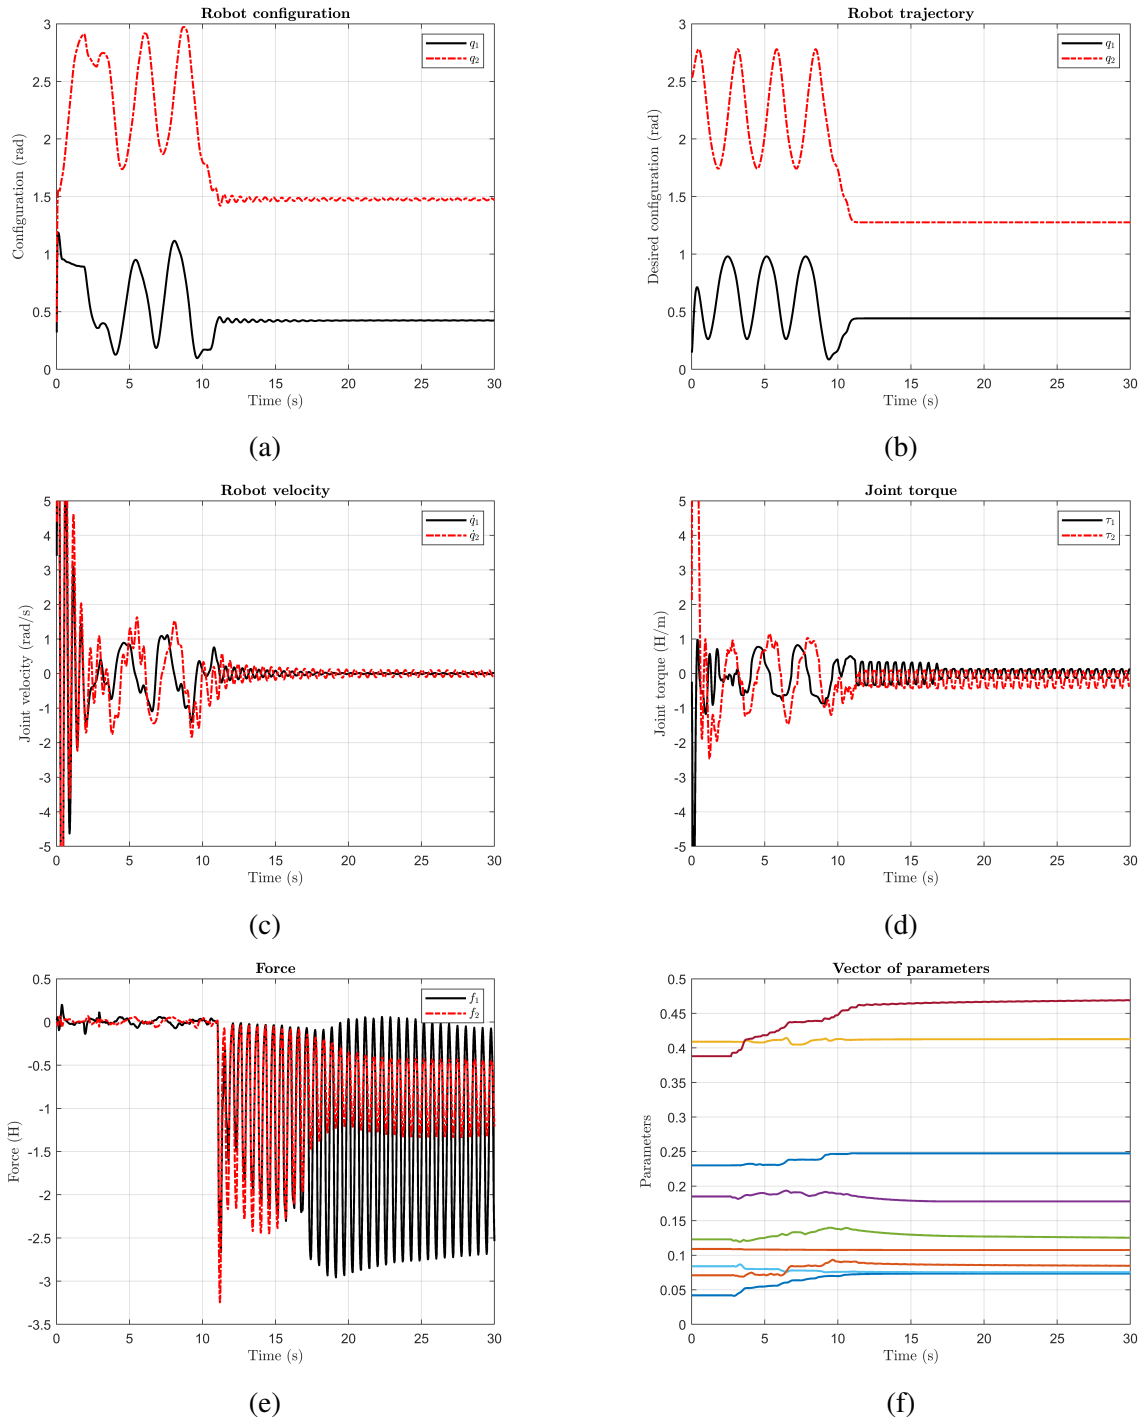 Robot configuration
3
2.5
2
1.5
1
0.5
0
0 5 10 15 20 25 30
Configuration (rad)
Time (s)
q₁
q₂
(a)
Robot trajectory
3
2.5
2
1.5
1
0.5
0
0 5 10 15 20 25 30
Desired configuration (rad)
Time (s)
q₁
q₂
(b)
Robot velocity
5
4
3
2
1
0
-1
-2
-3
-4
-5
0 5 10 15 20 25 30
Joint velocity (rad/s)
Time (s)
q̇₁
q̇₂
(c)
Joint torque
5
4
3
2
1
0
-1
-2
-3
-4
-5
0 5 10 15 20 25 30
Joint torque (H/m)
Time (s)
τ₁
τ₂
(d)
Force
0.5
0
-0.5
-1
-1.5
-2
-2.5
-3
-3.5
0 5 10 15 20 25 30
Force (H)
Time (s)
f₁
f₂
(e)
Vector of parameters
0.5
0.45
0.4
0.35
0.3
0.25
0.2
0.15
0.1
0.05
0
0 5 10 15 20 25 30
Parameters
Time (s)
(f)